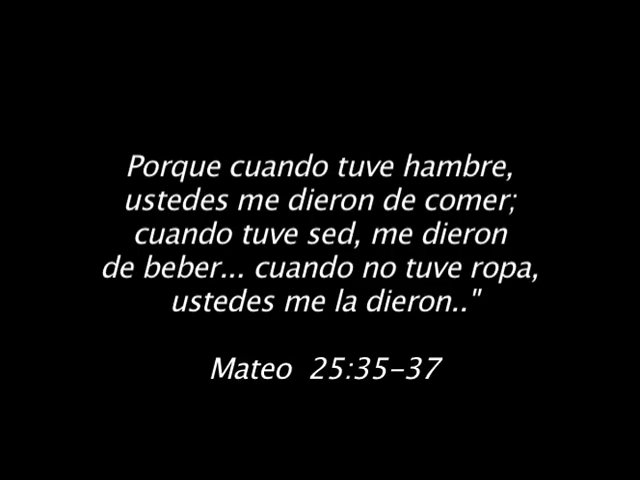 Porque cuando tuve hambre,
ustedes me dieron de comer;
cuando tuve sed, me dieron
de beber... cuando no tuve ropa,
ustedes me la dieron.."
Mateo  25:35-37